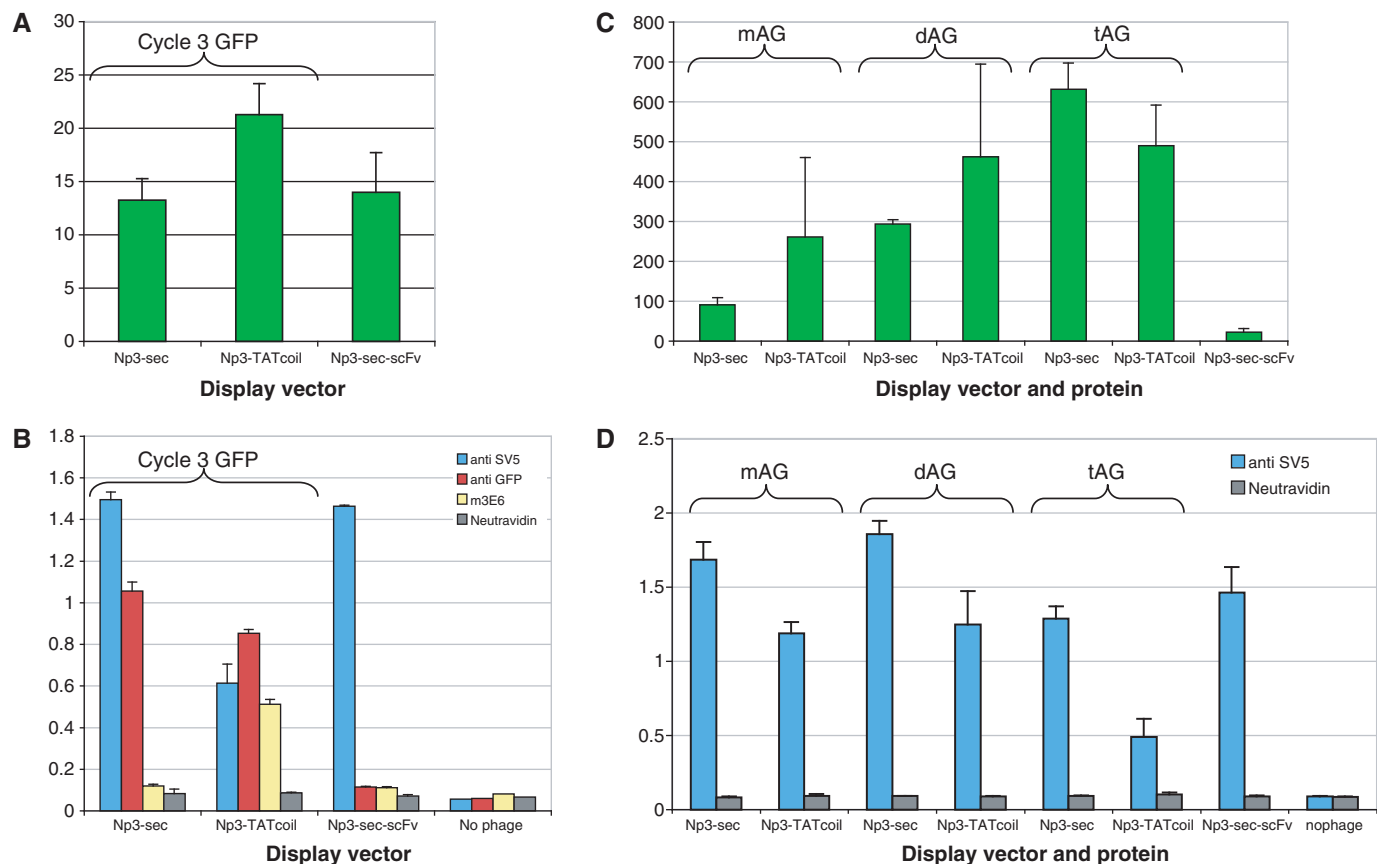 A
Cycle 3 GFP
30
25
20
15
10
5
0
Np3-sec Np3-TATcoil Np3-sec-scFv
Display vector
B
Cycle 3 GFP
1.8
1.6
1.4
1.2
1
0.8
0.6
0.4
0.2
0
anti SV5
anti GFP
m3E6
Neutravidin
Np3-sec Np3-TATcoil Np3-sec-scFv No phage
Display vector
C
mAG dAG tAG
800
700
600
500
400
300
200
100
0
Np3-sec Np3-TATcoil Np3-sec Np3-TATcoil Np3-sec Np3-TATcoil Np3-sec-scFv
Display vector and protein
D
mAG dAG tAG
2.5
2
1.5
1
0.5
0
anti SV5
Neutravidin
Np3-sec Np3-TATcoil Np3-sec Np3-TATcoil Np3-sec Np3-TATcoil Np3-sec-scFv nophage
Display vector and protein